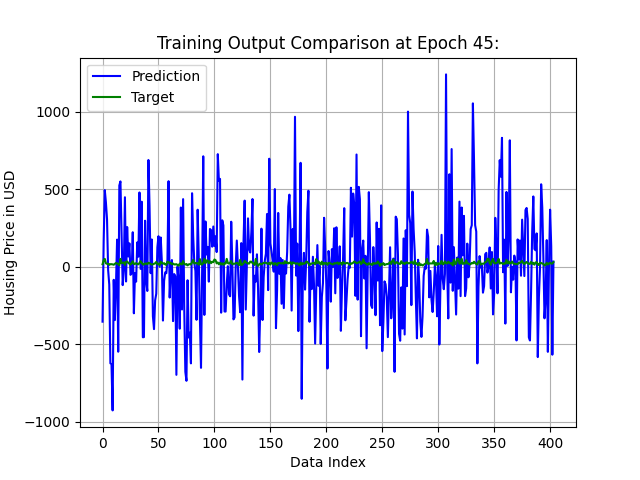 Training Output Comparison at Epoch 45:
Prediction
Target
1000
500
0
−500
−1000
Housing Price in USD
0 50 100 150 200 250 300 350 400
Data Index